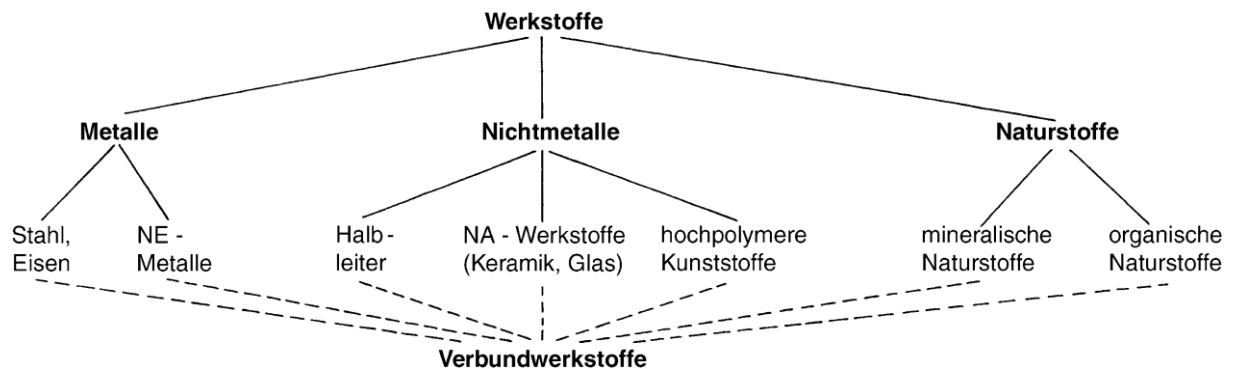 Werkstoffe
Metalle
Nichtmetalle
Naturstoffe
Stahl,
Eisen
NE -
Metalle
Halb-
leiter
NA - Werkstoffe
(Keramik, Glas)
hochpolymere
Kunststoffe
mineralische
Naturstoffe
organische
Naturstoffe
Verbundwerkstoffe